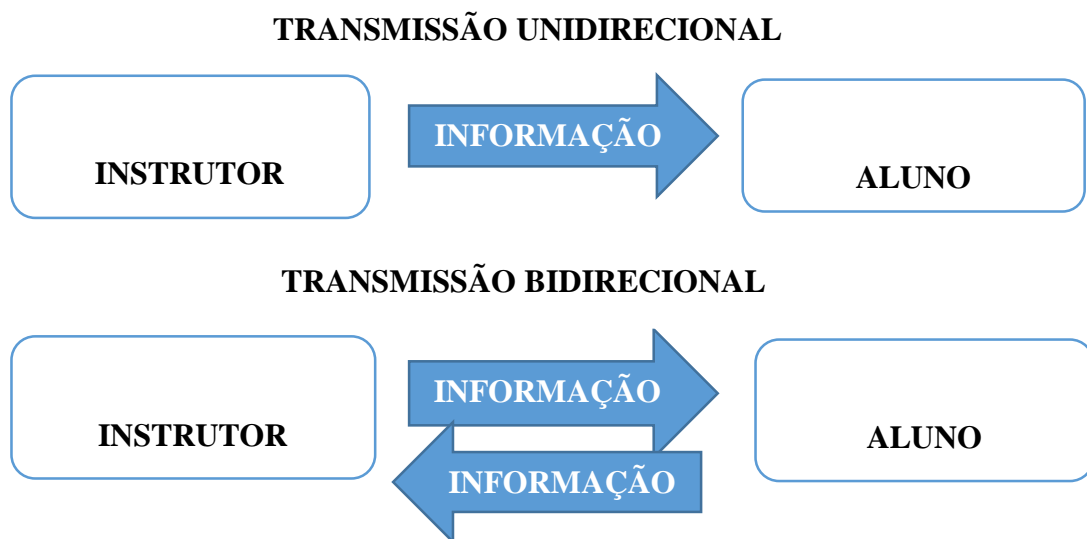 TRANSMISSÃO UNIDIRECIONAL
INSTRUTOR
INFORMAÇÃO
ALUNO
TRANSMISSÃO BIDIRECIONAL
INSTRUTOR
INFORMAÇÃO
INFORMAÇÃO
ALUNO